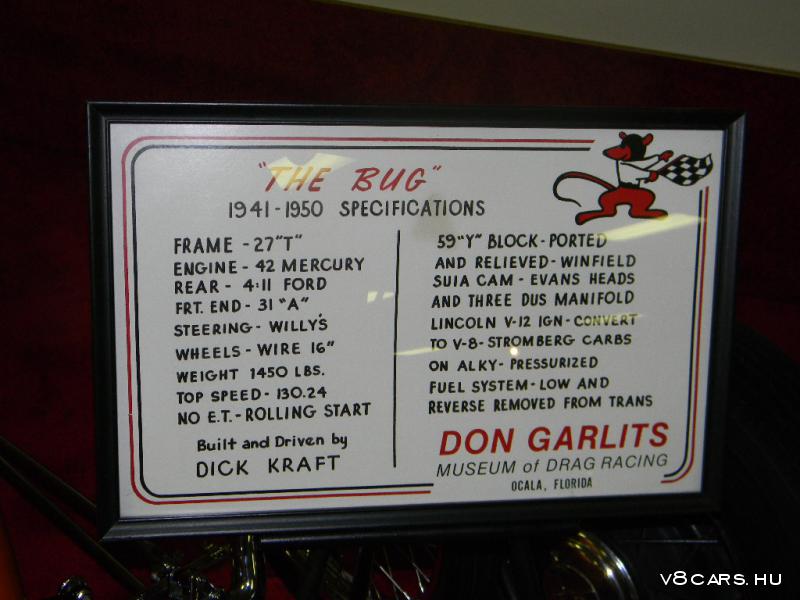 "THE BUG"
1941-1950 SPECIFICATIONS
FRAME - 27"T"
ENGINE - 42 MERCURY
REAR - 4:11 FORD
FRT. END - 31 "A"
STEERING - WILLY'S
WHEELS - WIRE 16"
WEIGHT 1450 LBS.
TOP SPEED - 130.24
NO E.T. - ROLLING START
Built and Driven by
DICK KRAFT
59"Y" BLOCK - PORTED
AND RELIEVED - WINFIELD
SUIA CAM - EVANS HEADS
AND THREE DUS MANIFOLD
LINCOLN V-12 IGN - CONVERT
TO V-8 - STROMBERG CARBS
ON ALKY - PRESSURIZED
FUEL SYSTEM - LOW AND
REVERSE REMOVED FROM TRANS
DON GARLITS
MUSEUM of DRAG RACING
OCALA, FLORIDA
V8CARS.HU